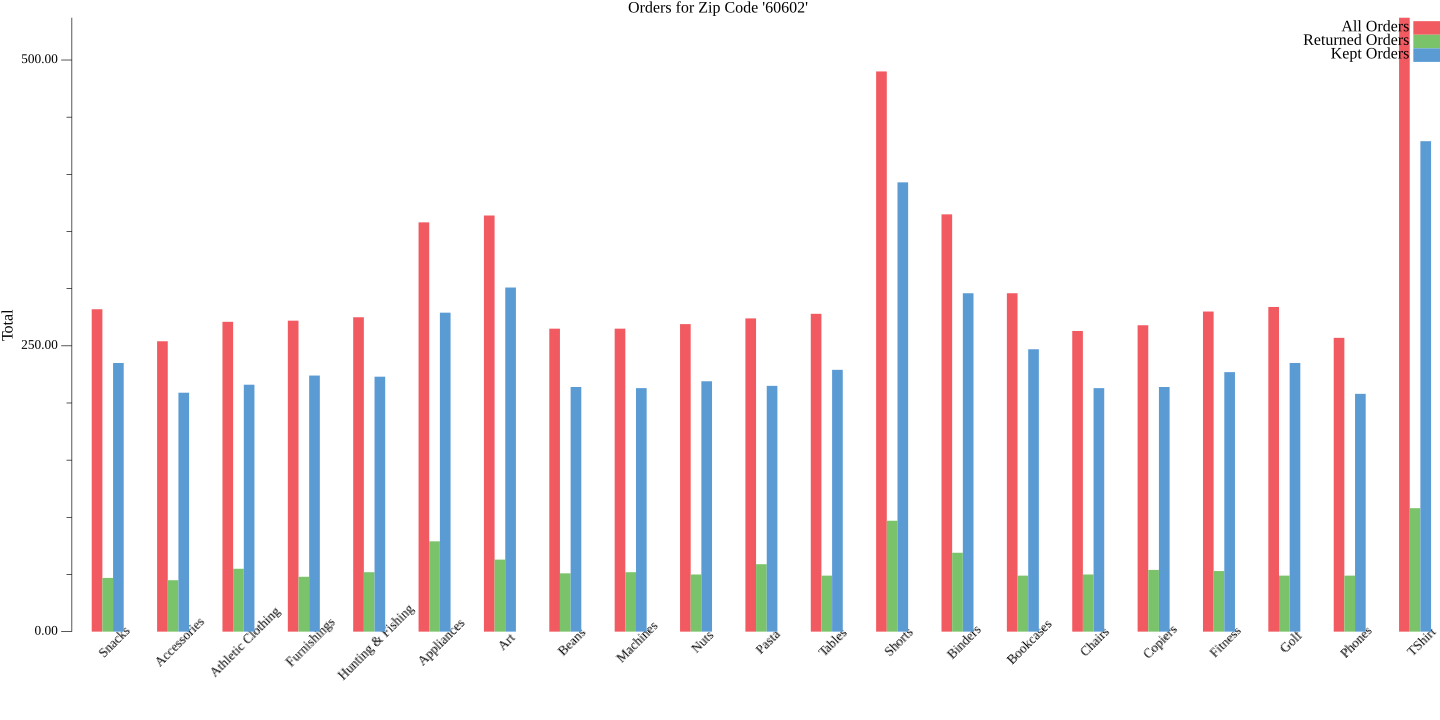 Orders for Zip Code '60602'
All Orders
Returned Orders
Kept Orders
500.00
250.00
0.00
Total
Snacks
Accessories
Athletic Clothing
Furnishings
Hunting & Fishing
Appliances
Art
Beans
Machines
Nuts
Pasta
Tables
Shorts
Binders
Bookcases
Chairs
Copiers
Fitness
Golf
Phones
TShirt